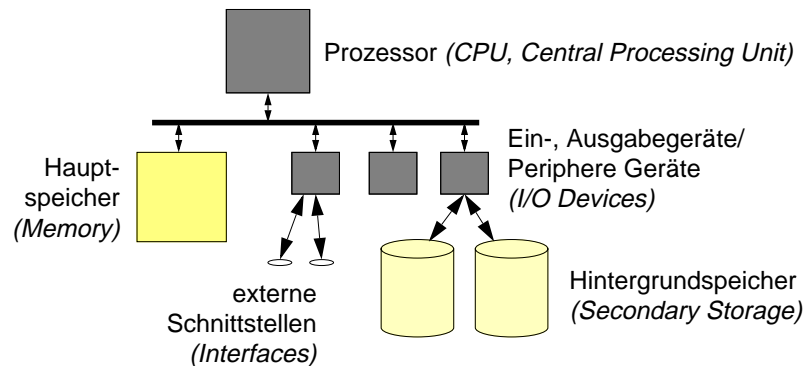 Prozessor (CPU, Central Processing Unit)
Ein-, Ausgabegeräte/
Periphere Geräte
(I/O Devices)
Haupt-
speicher
(Memory)
externe
Schnittstellen
(Interfaces)
Hintergrundspeicher
(Secondary Storage)